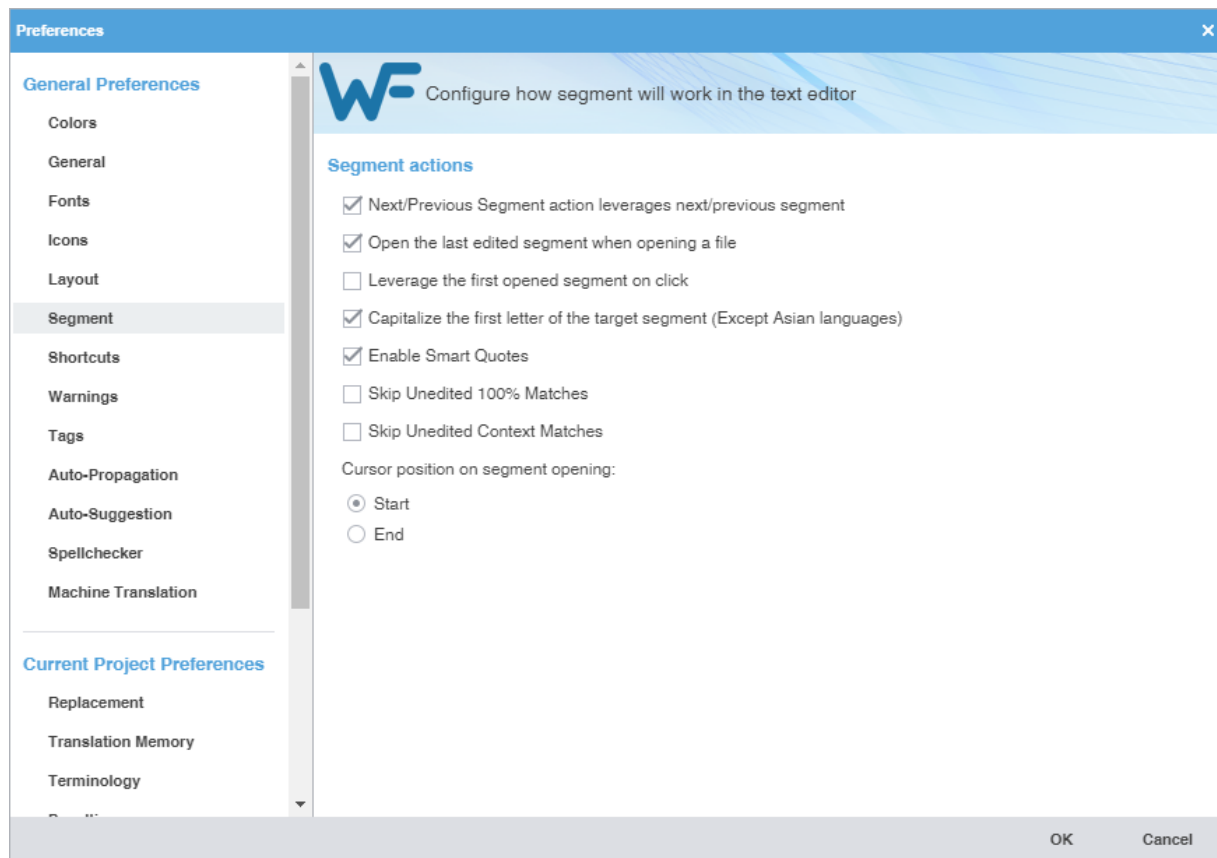 Preferences
General Preferences
Colors
General
Fonts
Icons
Layout
Segment
Shortcuts
Warnings
Tags
Auto-Propagation
Auto-Suggestion
Spellchecker
Machine Translation
Current Project Preferences
Replacement
Translation Memory
Terminology
WF
Configure how segment will work in the text editor
Segment actions
Next/Previous Segment action leverages next/previous segment
Open the last edited segment when opening a file
Leverage the first opened segment on click
Capitalize the first letter of the target segment (Except Asian languages)
Enable Smart Quotes
Skip Unedited 100% Matches
Skip Unedited Context Matches
Cursor position on segment opening:
Start
End
OK
Cancel